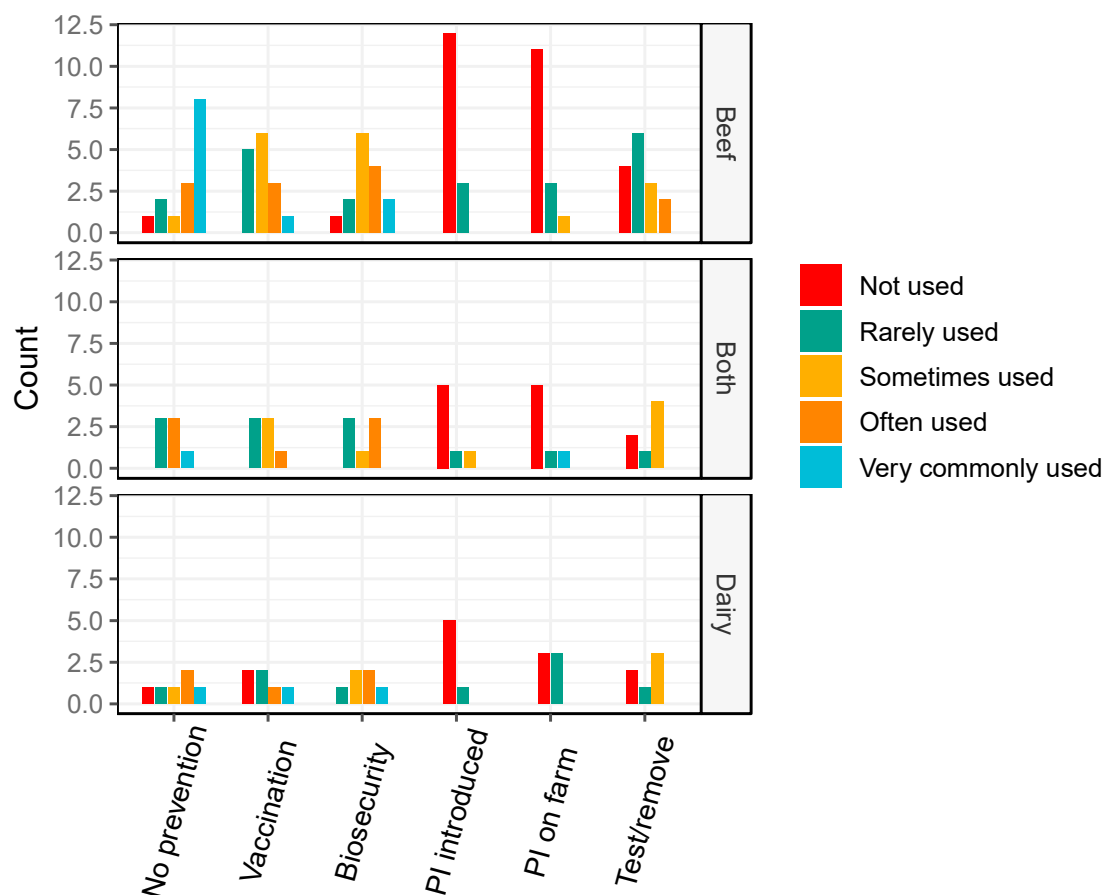 Count
12.5
10.0
7.5
5.0
2.5
0.0
Beef
12.5
10.0
7.5
5.0
2.5
0.0
Both
12.5
10.0
7.5
5.0
2.5
0.0
Dairy
No prevention
Vaccination
Biosecurity
PI introduced
PI on farm
Test/remove
Not used
Rarely used
Sometimes used
Often used
Very commonly used